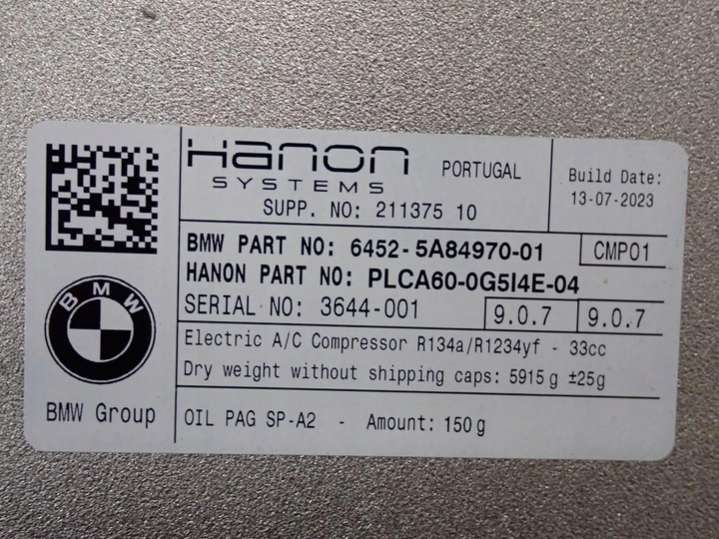 Hanon
SYSTEMS
PORTUGAL
SUPP. NO: 211375 10
Build Date:
13-07-2023
BMW PART NO: 6452-5A84970-01
CMP01
HANON PART NO: PLCA60-0G5I4E-04
SERIAL NO: 3644-001
9.0.7
9.0.7
Electric A/C Compressor R134a/R1234yf - 33cc
Dry weight without shipping caps: 5915g ±25g
BMW
BMW Group
OIL PAG SP-A2 - Amount: 150g